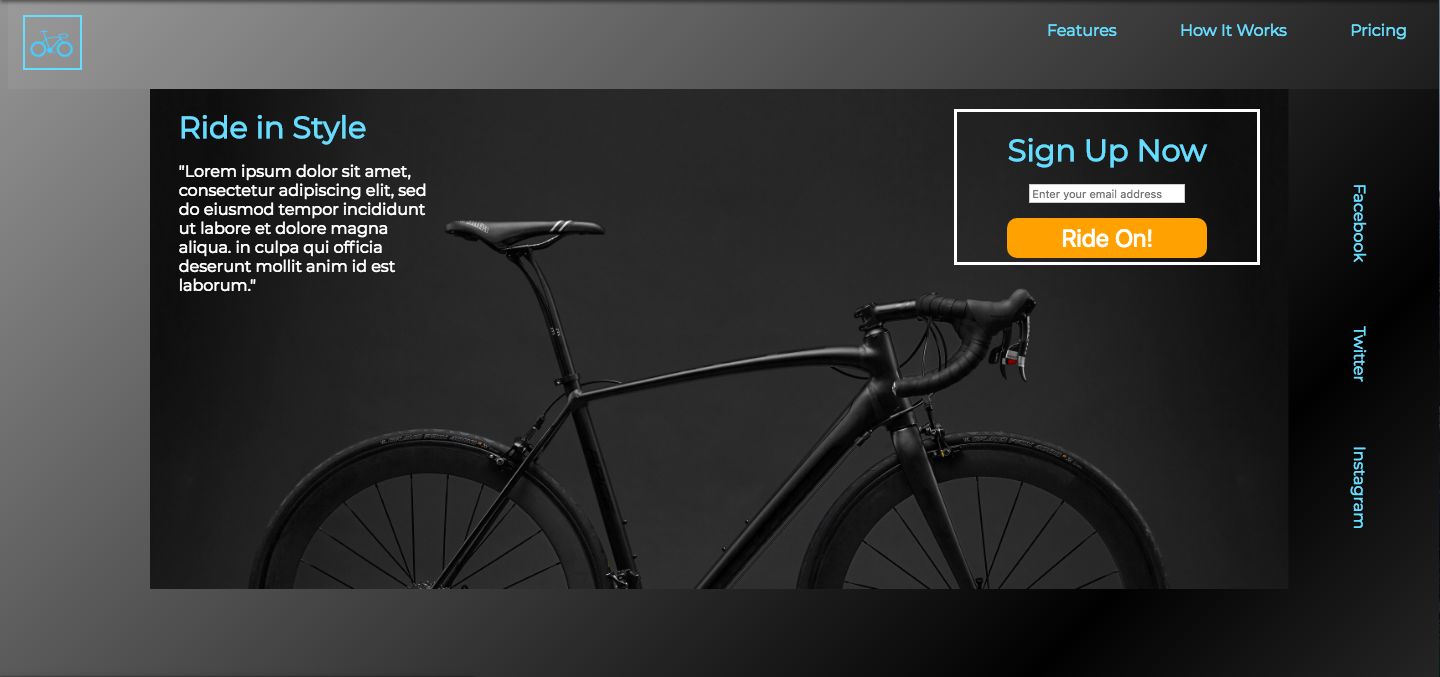 Features
How It Works
Pricing
Ride in Style
"Lorem ipsum dolor sit amet,
consectetur adipiscing elit, sed
do eiusmod tempor incididunt
ut labore et dolore magna
aliqua. in culpa qui officia
deserunt mollit anim id est
laborum."
Sign Up Now
Enter your email address
Ride On!
Facebook
Twitter
Instagram